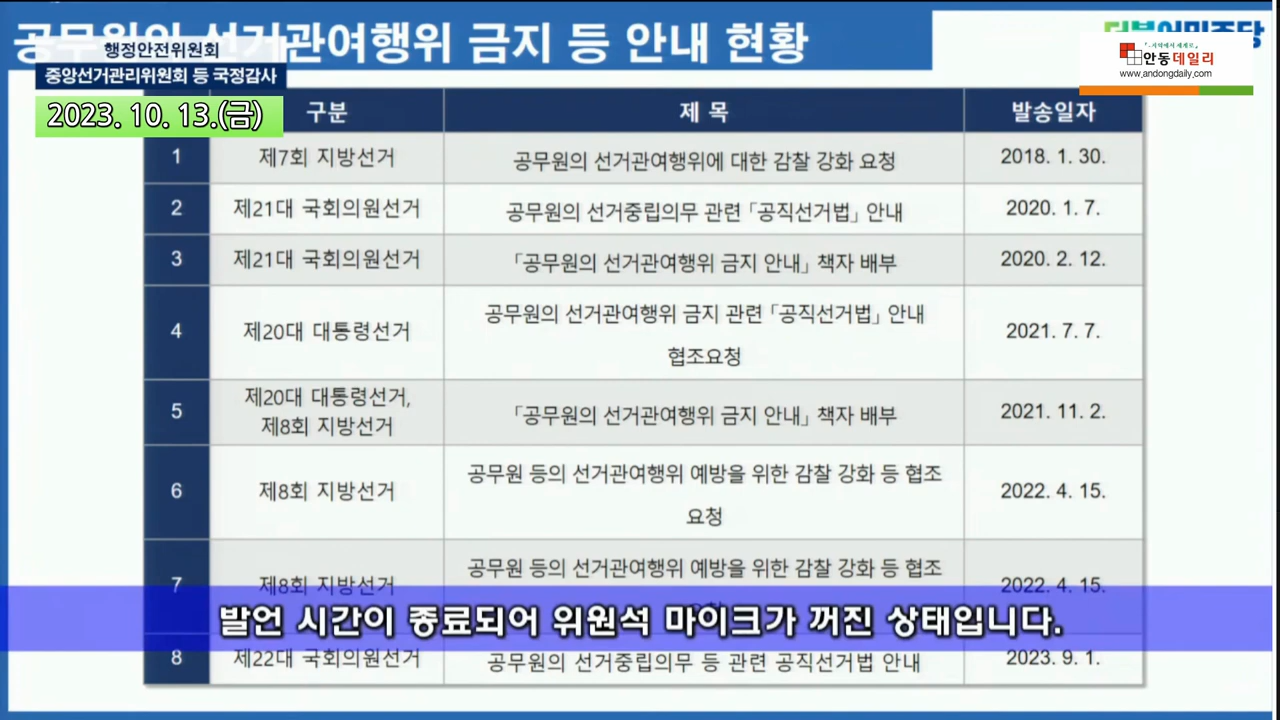 공무원의 선거관여행위 금지 등 안내 현황
더불어민주당
행정안전위원회
중앙선거관리위원회 등 국정감사
2023. 10. 13.(금)
안동데일리
www.andongdaily.com
구분 제 목 발송일자
1 제7회 지방선거 공무원의 선거관여행위에 대한 감찰 강화 요청 2018. 1. 30.
2 제21대 국회의원선거 공무원의 선거중립의무 관련 「공직선거법」 안내 2020. 1. 7.
3 제21대 국회의원선거 「공무원의 선거관여행위 금지 안내」 책자 배부 2020. 2. 12.
4 제20대 대통령선거 공무원의 선거관여행위 금지 관련 「공직선거법」 안내
협조요청 2021. 7. 7.
5 제20대 대통령선거,
제8회 지방선거 「공무원의 선거관여행위 금지 안내」 책자 배부 2021. 11. 2.
6 제8회 지방선거 공무원 등의 선거관여행위 예방을 위한 감찰 강화 등 협조
요청 2022. 4. 15.
7 제8회 지방선거 공무원 등의 선거관여행위 예방을 위한 감찰 강화 등 협조
2022. 4. 15.
발언 시간이 종료되어 위원석 마이크가 꺼진 상태입니다.
8 제22대 국회의원선거 공무원의 선거중립의무 등 관련 공직선거법 안내 2023. 9. 1.